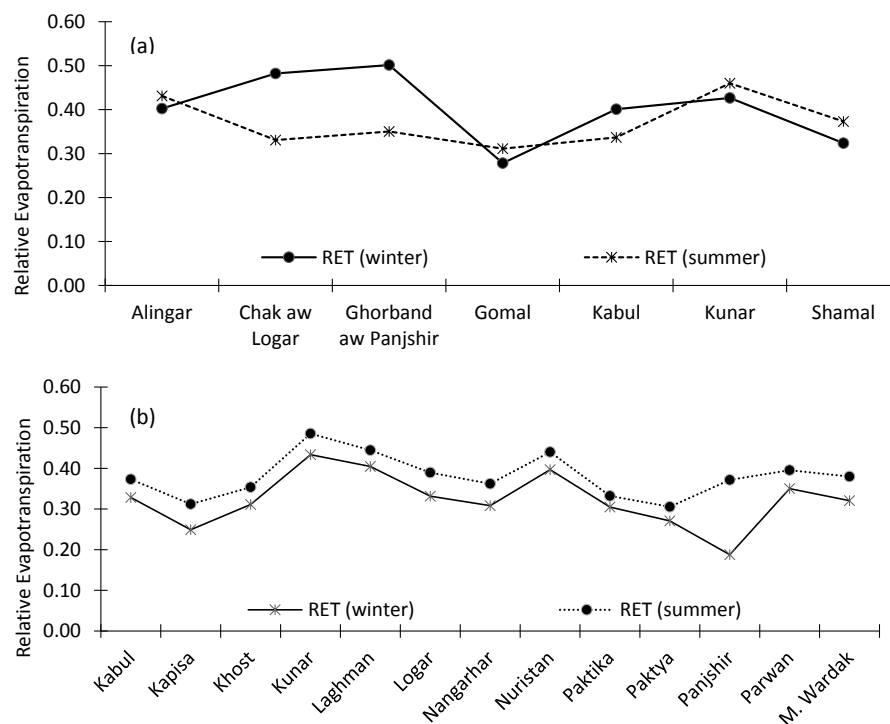 0.60
(a)
0.50
0.40
0.30
0.20
0.10
0.00
Relative Evapotranspiration
RET (winter)
RET (summer)
Alingar
Chak aw
Logar
Ghorband
aw Panjshir
Gomal
Kabul
Kunar
Shamal
0.60
(b)
0.50
0.40
0.30
0.20
0.10
0.00
Relative Evapotranspiration
RET (winter)
RET (summer)
Kabul
Kapisa
Khost
Kunar
Laghman
Logar
Nangarhar
Nuristan
Paktika
Paktya
Panjshir
Parwan
M. Wardak